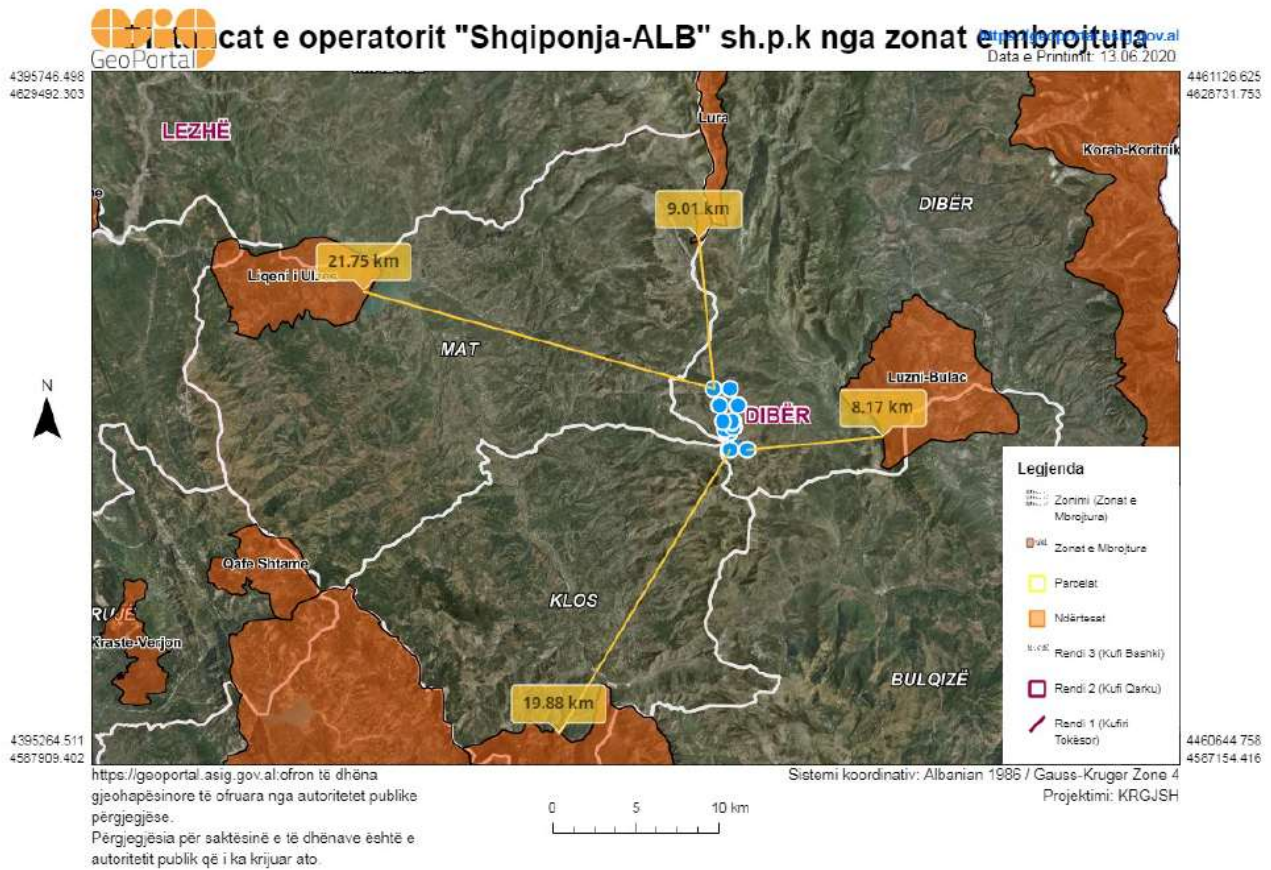 GeoPortal
cat e operatorit "Shqiponja-ALB" sh.p.k nga zonat e mbrojtura
Data e Printimit: 13.06.2020
4395746.498
4629492.303
4461126.625
4628731.753
LEZHË
Lura
Korab-Koritnik
DIBËR
9.01 km
21.75 km
Liqeni i
MAT
Luzni-Bulac
8.17 km
DIBËR
N
Qafe Shtame
KLOS
Kraste-Verjon
BULQIZË
19.88 km
Legjenda
Zonimi (Zonat e
Mbrojtura)
Zonat e Mbrojtura
Parcelat
Ndërtesat
Rendi 3 (Kufi Bashki)
Rendi 2 (Kufi Qarku)
Rendi 1 (Kufiri
Tokësor)
4395264.511
4587909.402
4460644.758
4587154.416
https://geoportal.asig.gov.al:ofron të dhëna
gjeohapësinore të ofruara nga autoritetet publike
përgjegjëse.
Përgjegjësia për saktësinë e të dhënave është e
autoritetit publik që i ka krijuar ato.
0 5 10 km
Sistemi koordinativ: Albanian 1986 / Gauss-Kruger Zone 4
Projektimi: KRGJSH